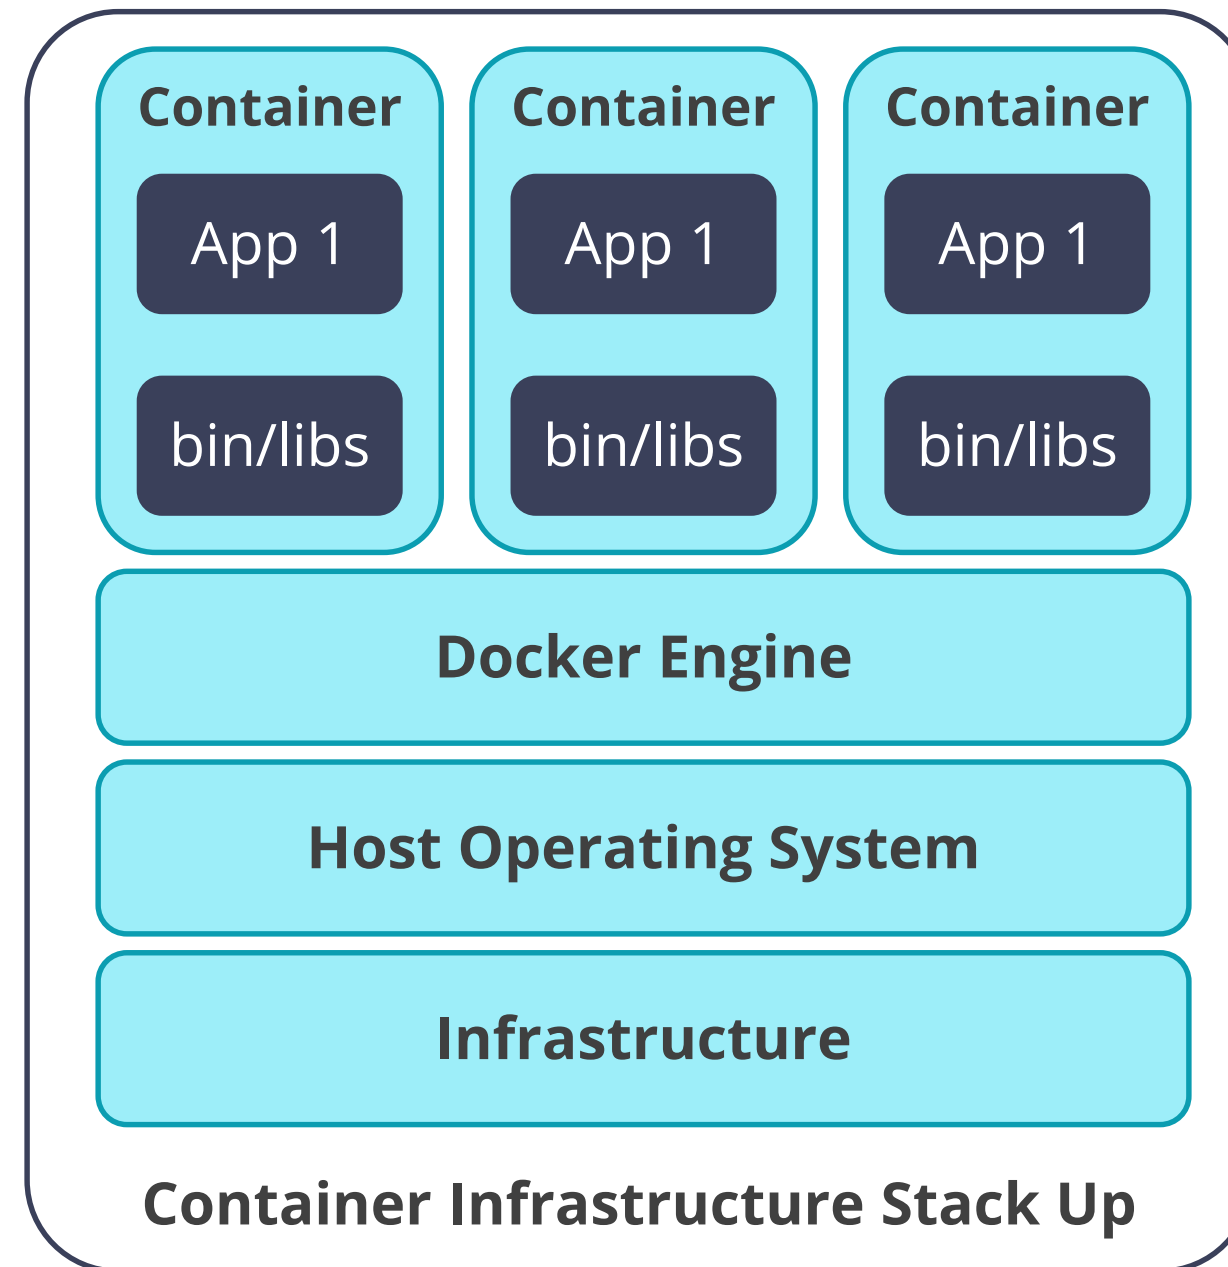 Container Container Container
App 1 App 1 App 1
bin/libs bin/libs bin/libs
Docker Engine
Host Operating System
Infrastructure
Container Infrastructure Stack Up